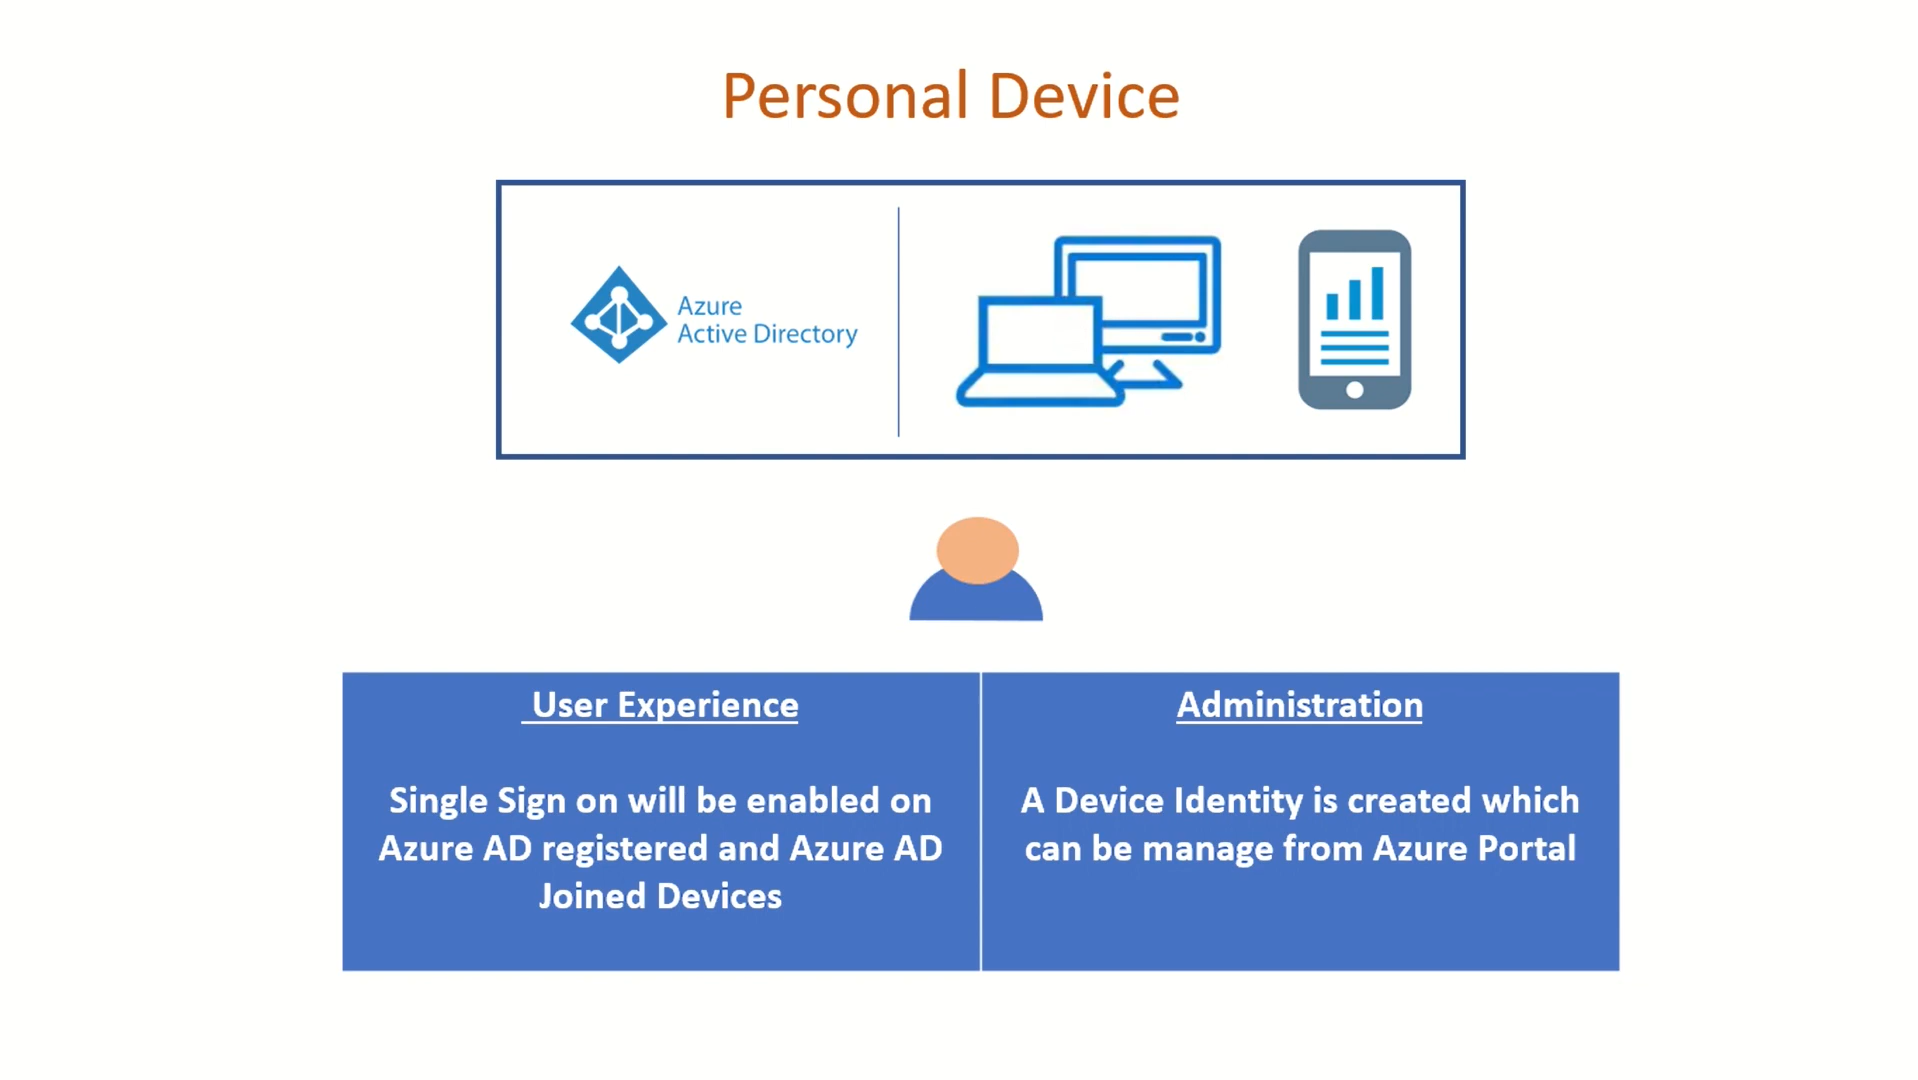 Personal Device
Azure
Active Directory
User Experience
Single Sign on will be enabled on
Azure AD registered and Azure AD
Joined Devices
Administration
A Device Identity is created which
can be manage from Azure Portal